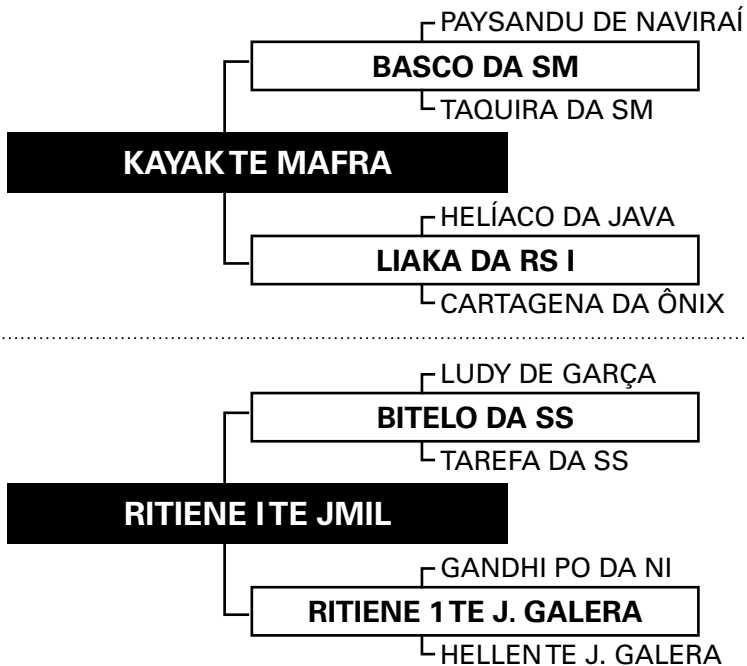 PAYSANDU DE NAVIRAÍ
BASCO DA SM
TAQUIRA DA SM
KAYAK TE MAFRA
HELÍACO DA JAVA
LIAKA DA RS I
CARTAGENA DA ÔNIX
LUDY DE GARÇA
BITELO DA SS
TAREFA DA SS
RITIENE I TE JMIL
GANDHI PO DA NI
RITIENE 1 TE J. GALERA
HELLEN TE J. GALERA